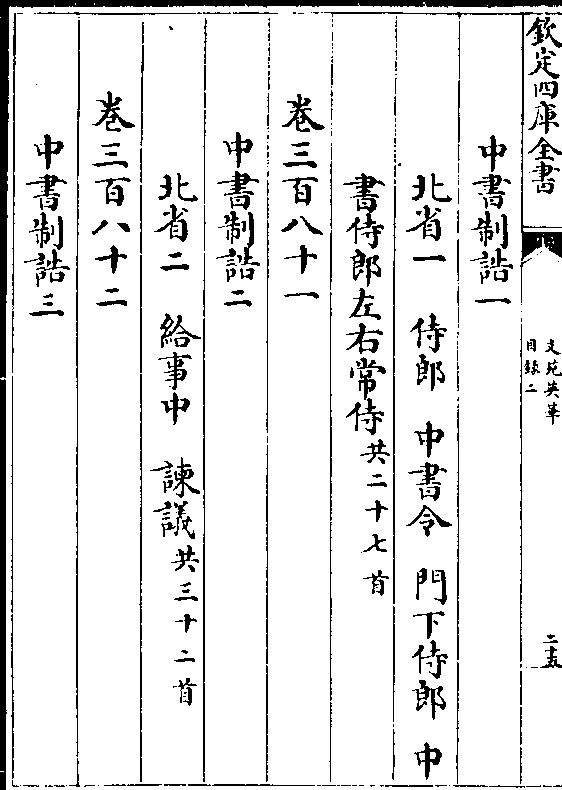 欽定四庫全書
文苑英華
目錄二
二十五
中書制誥一
北省一 侍郎 中書令 門下侍郎 中
書侍郎左右常侍共二十七首
卷三百八十一
中書制誥二
北省二 給事中 諫議共三十二首
卷三百八十二
中書制誥三